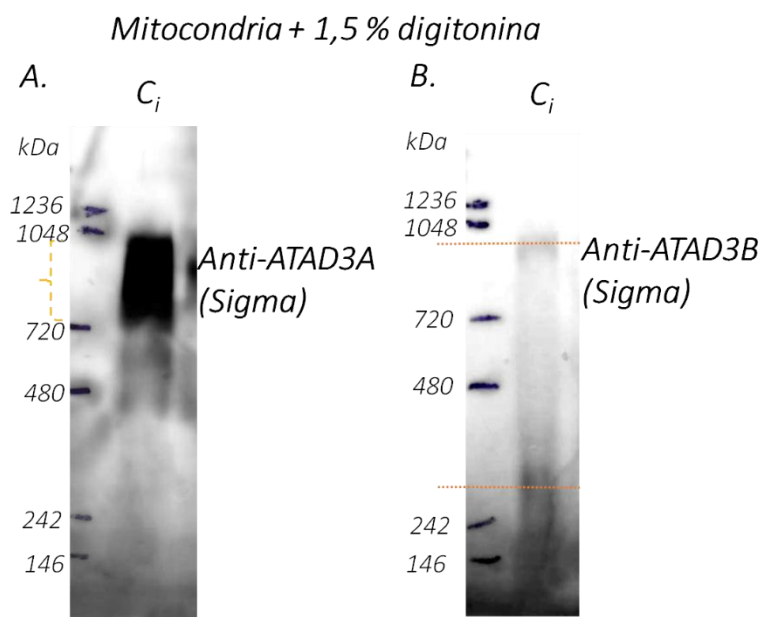 Mitocondria + 1,5 % digitonina
A.
Ci
kDa
1236
1048
720
480
242
146
Anti-ATAD3A
(Sigma)
B.
Ci
kDa
1236
1048
720
480
242
146
Anti-ATAD3B
(Sigma)